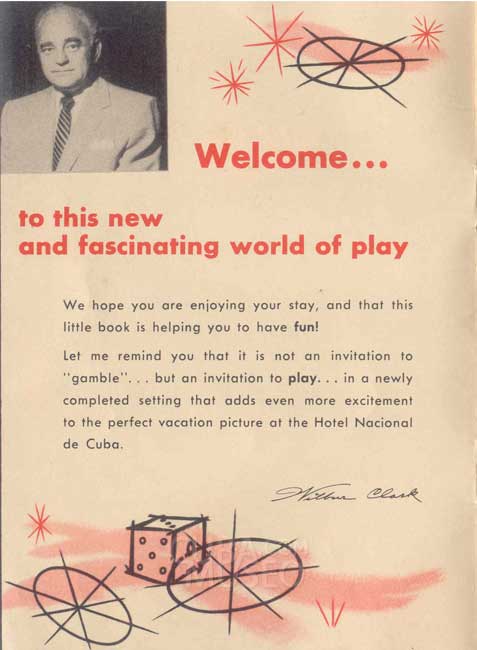 Welcome...
to this new
and fascinating world of play
We hope you are enjoying your stay, and that this
little book is helping you to have fun!
Let me remind you that it is not an invitation to
"gamble"... but an invitation to play... in a newly
completed setting that adds even more excitement
to the perfect vacation picture at the Hotel Nacional
de Cuba.
Wilbur Clark